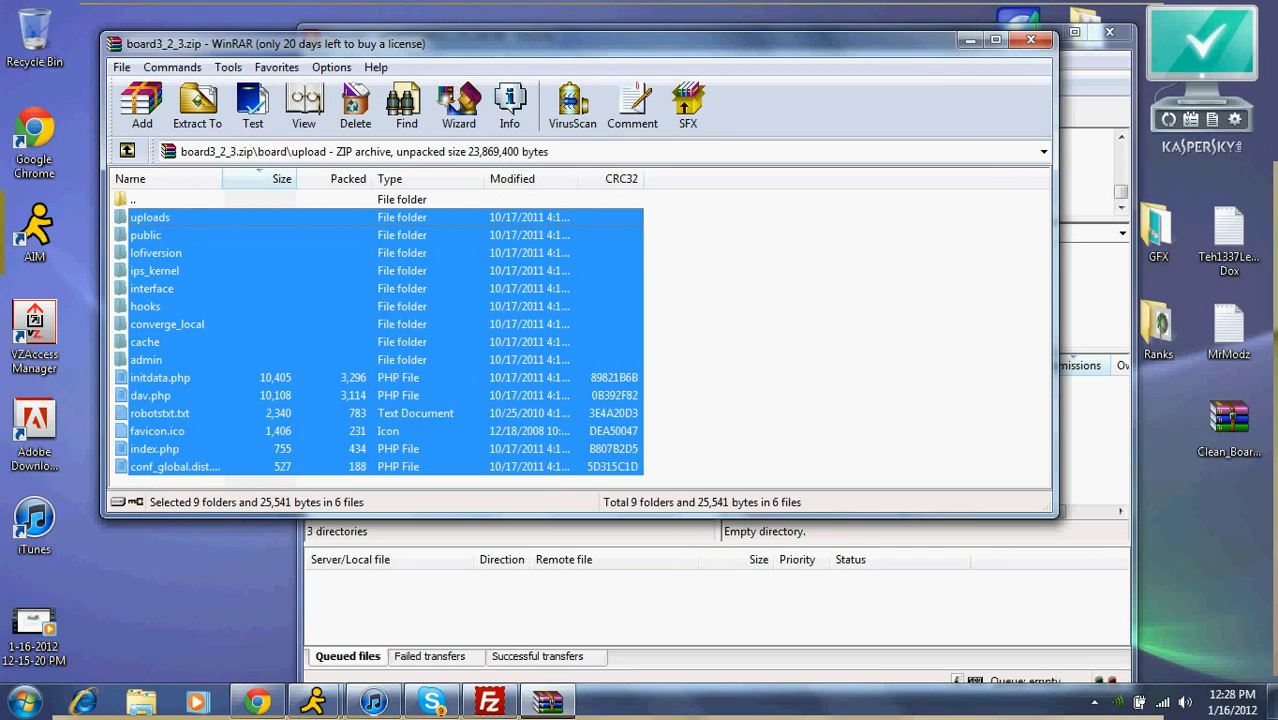 Recycle Bin
Google
Chrome
AIM
VZAccess
Manager
Adobe
Downlo...
iTunes
1-16-2012
12-15-20 PM
board3_2_3.zip - WinRAR (only 20 days left to buy a license)
File Commands Tools Favorites Options Help
Add Extract To Test View Delete Find Wizard Info VirusScan Comment SFX
board3_2_3.zip\board\upload - ZIP archive, unpacked size 23,869,400 bytes
Name Size Packed Type Modified CRC32
.. File folder
uploads File folder 10/17/2011 4:1...
public File folder 10/17/2011 4:1...
lofiversion File folder 10/17/2011 4:1...
ips_kernel File folder 10/17/2011 4:1...
interface File folder 10/17/2011 4:1...
hooks File folder 10/17/2011 4:1...
converge_local File folder 10/17/2011 4:1...
cache File folder 10/17/2011 4:1...
admin File folder 10/17/2011 4:1...
initdata.php 10,405 3,296 PHP File 10/17/2011 4:1... 89821B6B
dav.php 10,108 3,114 PHP File 10/17/2011 4:1... 0B392F82
robotstxt.txt 2,340 783 Text Document 10/25/2010 4:1... 3E4A20D3
favicon.ico 1,406 231 Icon 12/18/2008 10:... DEA50047
index.php 755 434 PHP File 10/17/2011 4:1... B807B2D5
conf_global.dist.... 527 188 PHP File 10/17/2011 4:1... 5D315C1D
Selected 9 folders and 25,541 bytes in 6 files Total 9 folders and 25,541 bytes in 6 files
3 directories Empty directory.
Server/Local file Direction Remote file Size Priority Status
Queued files Failed transfers Successful transfers
Queue: empty
missions Ow
KASPERSKY
GFX
Teh1337Le...
Dox
Ranks
MrModz
Clean_Boar...
12:28 PM
1/16/2012